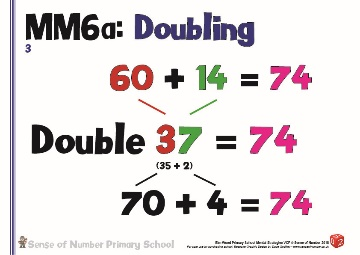 MM6a: Doubling
3
60 + 14 = 74
Double 37 = 74
(35 + 2)
70 + 4 = 74
Sense of Number Primary School